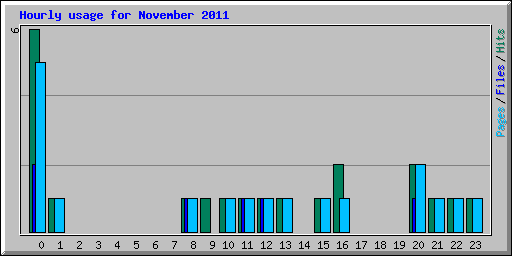 Hourly usage for November 2011
6
Pages/Files/Hits
0 1 2 3 4 5 6 7 8 9 10 11 12 13 14 15 16 17 18 19 20 21 22 23